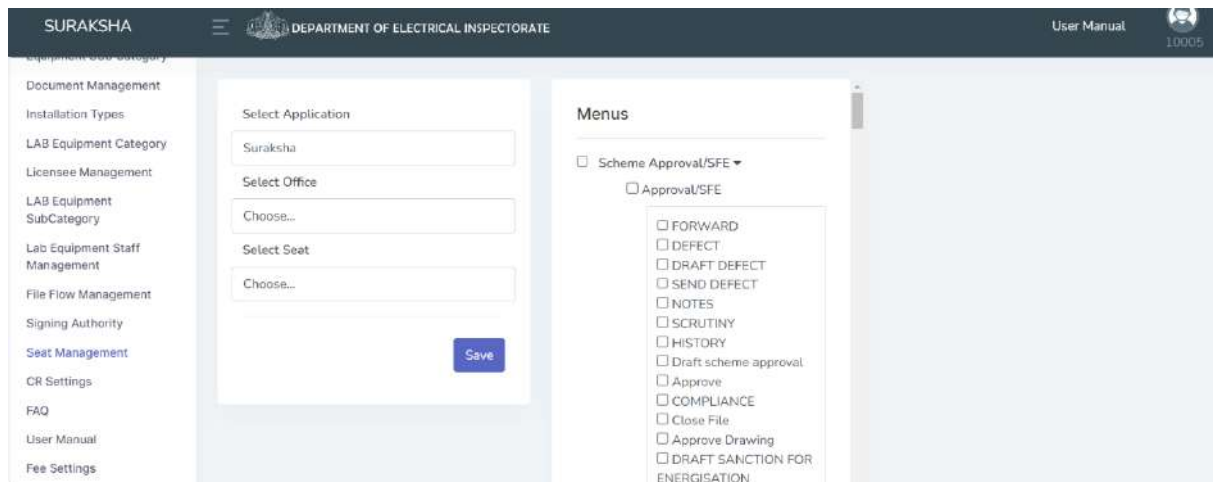 SURAKSHA
DEPARTMENT OF ELECTRICAL INSPECTORATE
User Manual
10005
Equipment Sub Category
Document Management
Installation Types
LAB Equipment Category
Licensee Management
LAB Equipment
SubCategory
Lab Equipment Staff
Management
File Flow Management
Signing Authority
Seat Management
CR Settings
FAQ
User Manual
Fee Settings
Select Application
Suraksha
Select Office
Choose...
Select Seat
Choose...
Save
Menus
Scheme Approval/SFE
Approval/SFE
FORWARD
DEFECT
DRAFT DEFECT
SEND DEFECT
NOTES
SCRUTINY
HISTORY
Draft scheme approval
Approve
COMPLIANCE
Close File
Approve Drawing
DRAFT SANCTION FOR
ENERGISATION